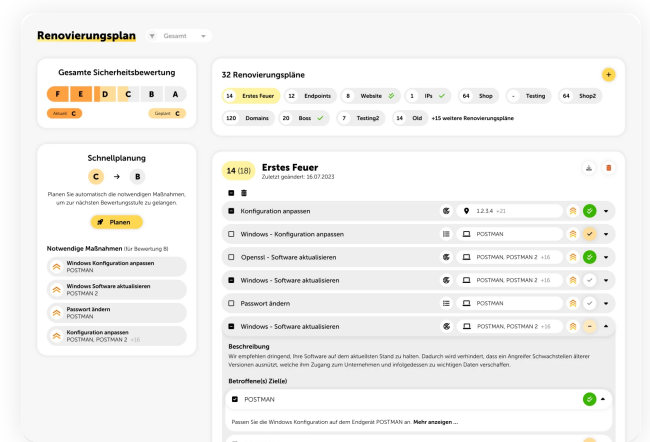 Renovierungsplan
Gesamt
Gesamte Sicherheitsbewertung
F E D C B A
Aktuell C
Geplant C
32 Renovierungspläne
14 Erstes Feuer
12 Endpoints
8 Website
1 IPs
64 Shop
- Testing
64 Shop2
120 Domains
20 Boss
7 Testing2
14 Old
+15 weitere Renovierungspläne
Schnellplanung
C → B
Planen Sie automatisch die notwendigen Maßnahmen,
um zur nächsten Bewertungsstufe zu gelangen.
Planen
Notwendige Maßnahmen (für Bewertung B)
Windows Konfiguration anpassen
POSTMAN
Windows Software aktualisieren
POSTMAN 2
Passwort ändern
POSTMAN
Konfiguration anpassen
POSTMAN, POSTMAN 2 +16
14 (18)
Erstes Feuer
Zuletzt geändert: 16.07.2023
Konfiguration anpassen
1.2.3.4 +21
Windows - Konfiguration anpassen
POSTMAN
Openssl - Software aktualisieren
POSTMAN, POSTMAN 2 +16
Windows - Software aktualisieren
POSTMAN, POSTMAN 2 +16
Passwort ändern
POSTMAN
Windows - Software aktualisieren
POSTMAN, POSTMAN 2 +16
Beschreibung
Wir empfehlen dringend, Ihre Software auf dem aktuellsten Stand zu halten. Dadurch wird verhindert, dass ein Angreifer Schwachstellen älterer
Versionen ausnutzt, welche ihm Zugang zum Unternehmen und infolgedessen zu wichtigen Daten verschaffen.
Betroffene(s) Ziel(e)
POSTMAN
Passen Sie die Windows Konfiguration auf dem Endgerät POSTMAN an. Mehr anzeigen ...